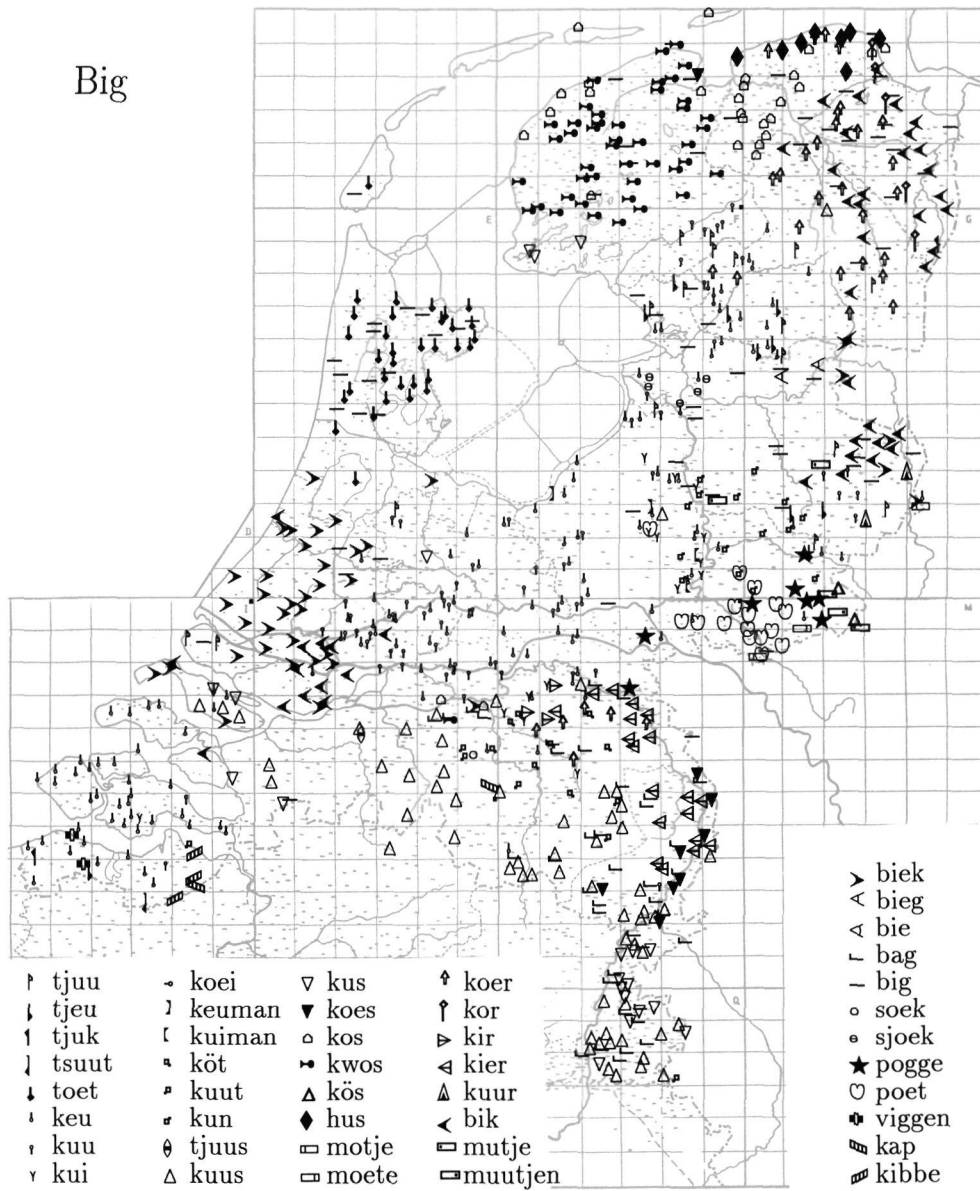 Big
E
F
G
D
I
M
Q
tjuu
tjeu
tjuk
tsuut
toet
keu
kuu
kui
koei
keuman
kuiman
köt
kuut
kun
tjuus
kuus
kus
koes
kos
kwos
kös
hus
motje
moete
koer
kor
kir
kier
kuur
bik
mutje
muutjen
biek
bieg
bie
bag
big
soek
sjoek
pogge
poet
viggen
kap
kibbe